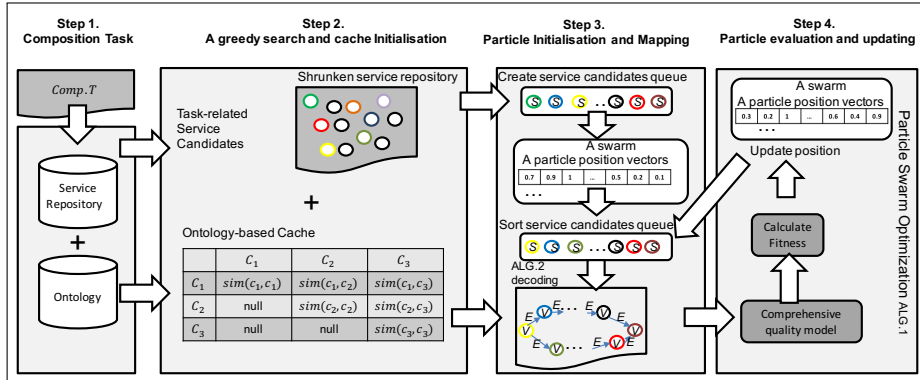 Step 1.
Composition Task
Step 2.
A greedy search and cache Initialisation
Step 3.
Particle Initialisation and Mapping
Step 4.
Particle evaluation and updating
Comp.T
Service
Repository
+
Ontology
Shrunken service repository
Task-related
Service
Candidates
+
Ontology-based Cache
C1 C2 C3
C1 sim(c1,c1) sim(c1,c2) sim(c1,c3)
C2 null sim(c2,c2) sim(c2,c3)
C3 null null sim(c3,c3)
Create service candidates queue
S S S .. S S S
A swarm
A particle position vectors
0.7 0.9 1 ... 0.5 0.2 0.1
...
Sort service candidates queue
S S S ... S S S
ALG.2
decoding
E V E ... V E
V V
E V ... V E
A swarm
A particle position vectors
0.3 0.2 1 ... 0.6 0.4 0.9
...
Update position
Calculate
Fitness
Comprehensive
quality model
Particle Swarm Optimization ALG.1